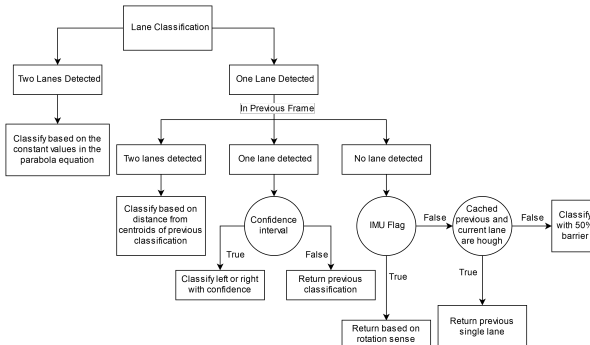 Lane Classification
Two Lanes Detected
One Lane Detected
In Previous Frame
Classify based on the
constant values in the
parabola equation
Two lanes detected
One lane detected
No lane detected
Classify based on
distance from
centroids of previous
classification
Confidence
interval
IMU Flag
False
Cached
previous and
current lane
are hough
False
Classify
with 50%
barrier
True
False
True
True
Classify left or right
with confidence
Return previous
classification
Return based on
rotation sense
Return previous
single lane